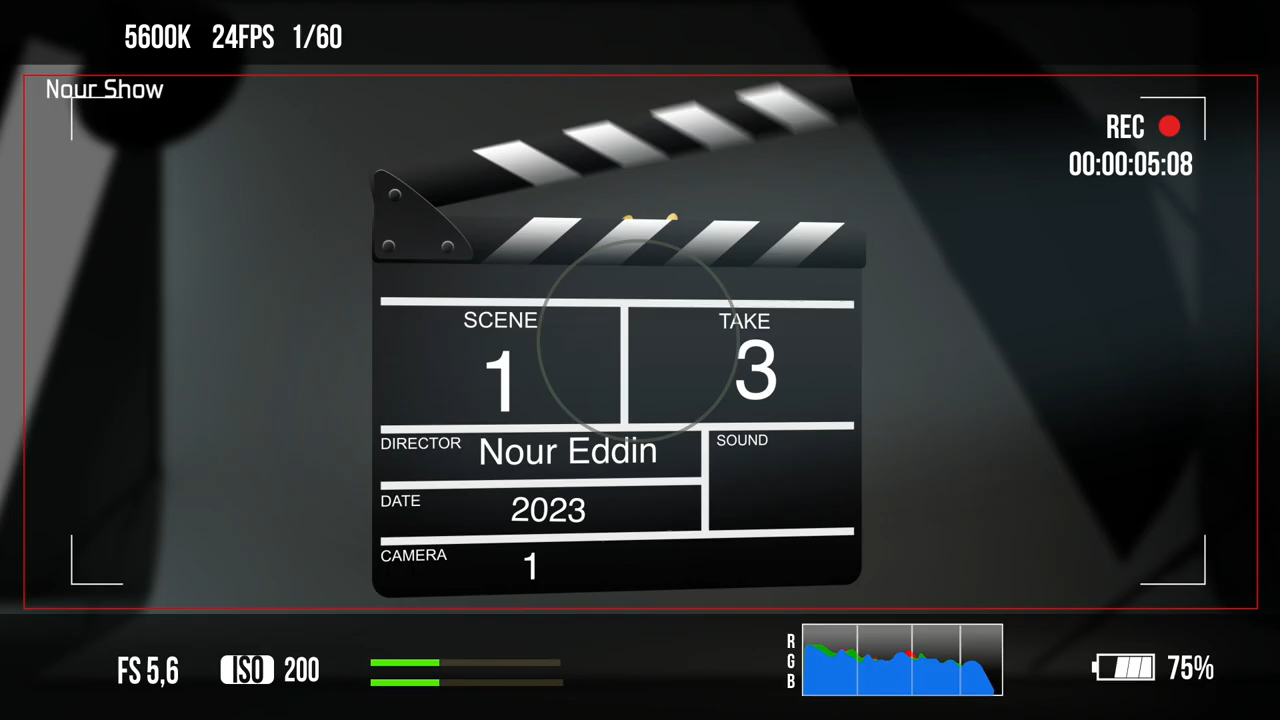 5600K 24FPS 1/60
Nour Show
REC
00:00:05:08
SCENE
1
TAKE
3
DIRECTOR Nour Eddin
SOUND
DATE 2023
CAMERA 1
FS 5,6 ISO 200
R
G
B
75%